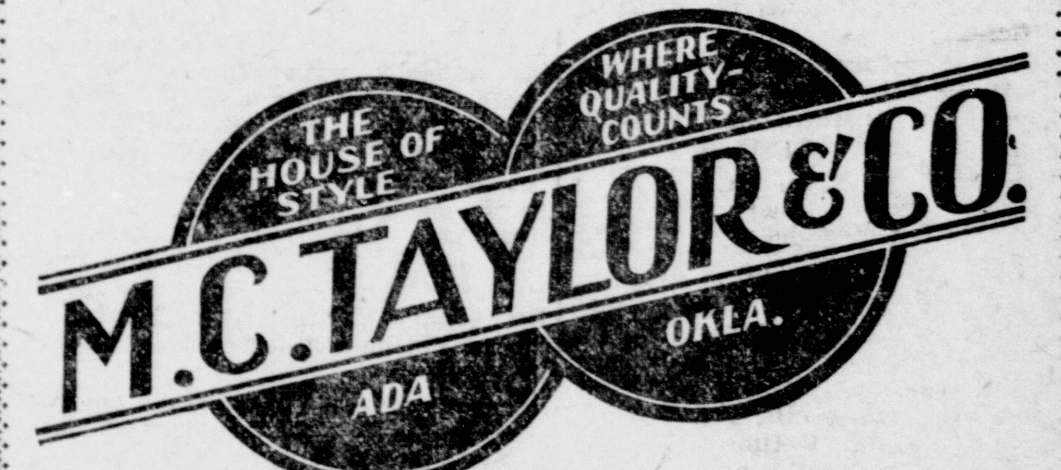 THE
HOUSE OF
STYLE
WHERE
QUALITY-
COUNTS
M.C. TAYLOR & CO.
ADA
OKLA.